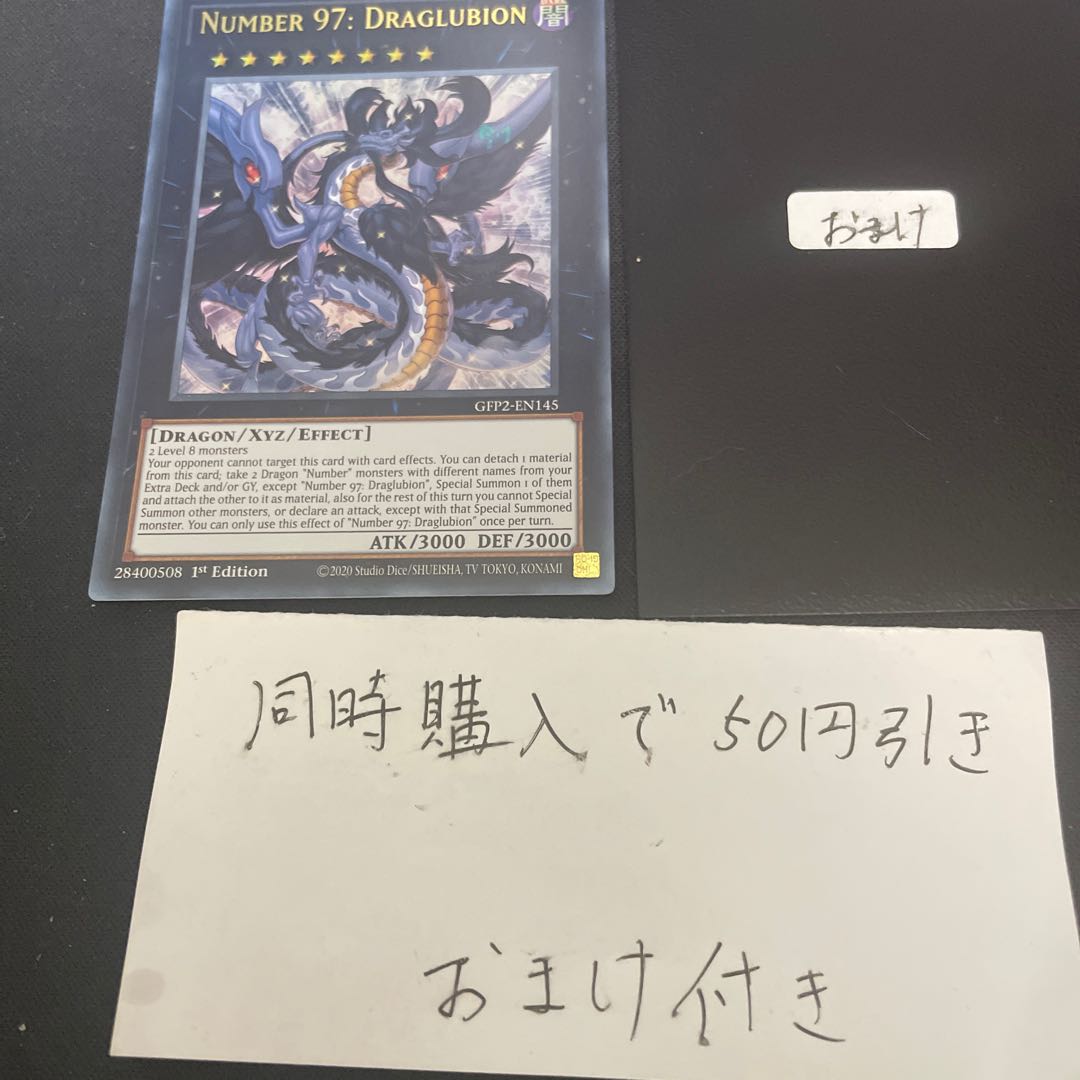 NUMBER 97: DRAGLUBION
DARK
闇
おまけ
97
GFP2-EN145
[DRAGON/XYZ/EFFECT]
2 Level 8 monsters
Your opponent cannot target this card with card effects. You can detach 1 material
from this card; take 2 Dragon "Number" monsters with different names from your
Extra Deck and/or GY, except "Number 97: Draglubion", Special Summon 1 of them
and attach the other to it as material, also for the rest of this turn you cannot Special
Summon other monsters, or declare an attack, except with that Special Summoned
monster. You can only use this effect of "Number 97: Draglubion" once per turn.
ATK/3000 DEF/3000
28400508 1st Edition ©2020 Studio Dice/SHUEISHA, TV TOKYO, KONAMI
同時購入で50円引き
おまけ付き